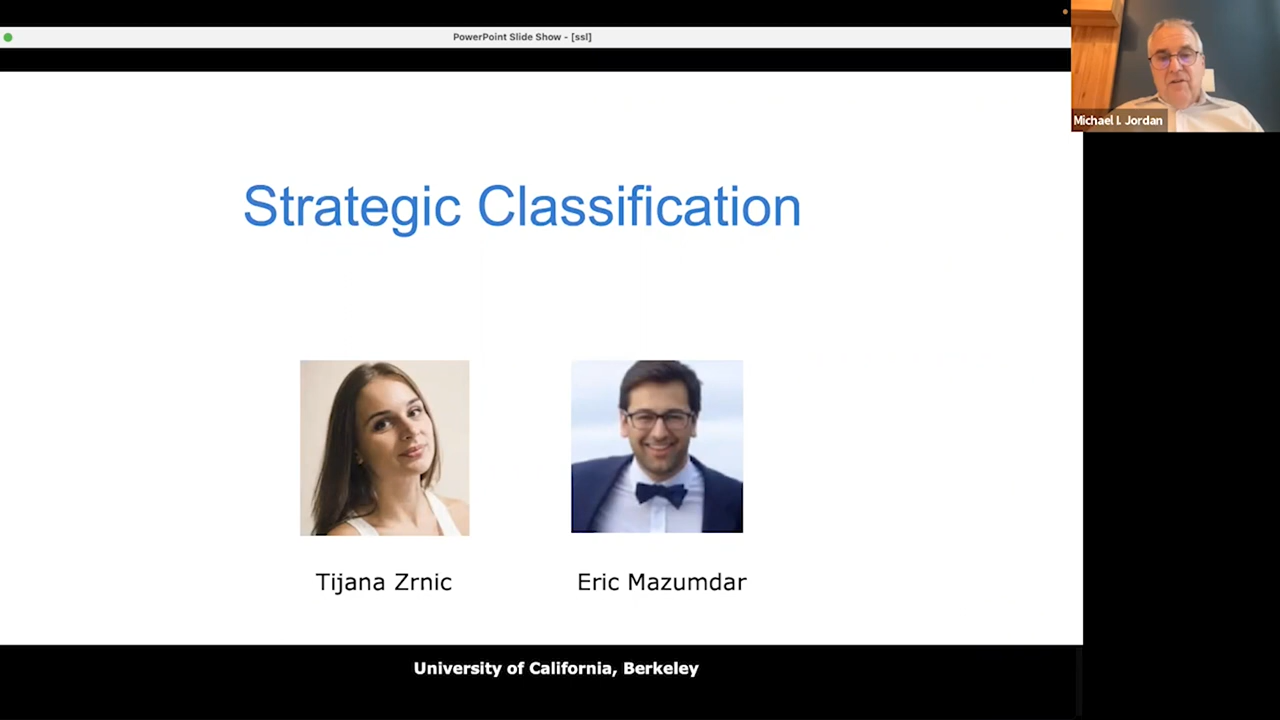 PowerPoint Slide Show - [ssl]
Michael I. Jordan
Strategic Classification
Tijana Zrnic
Eric Mazumdar
University of California, Berkeley